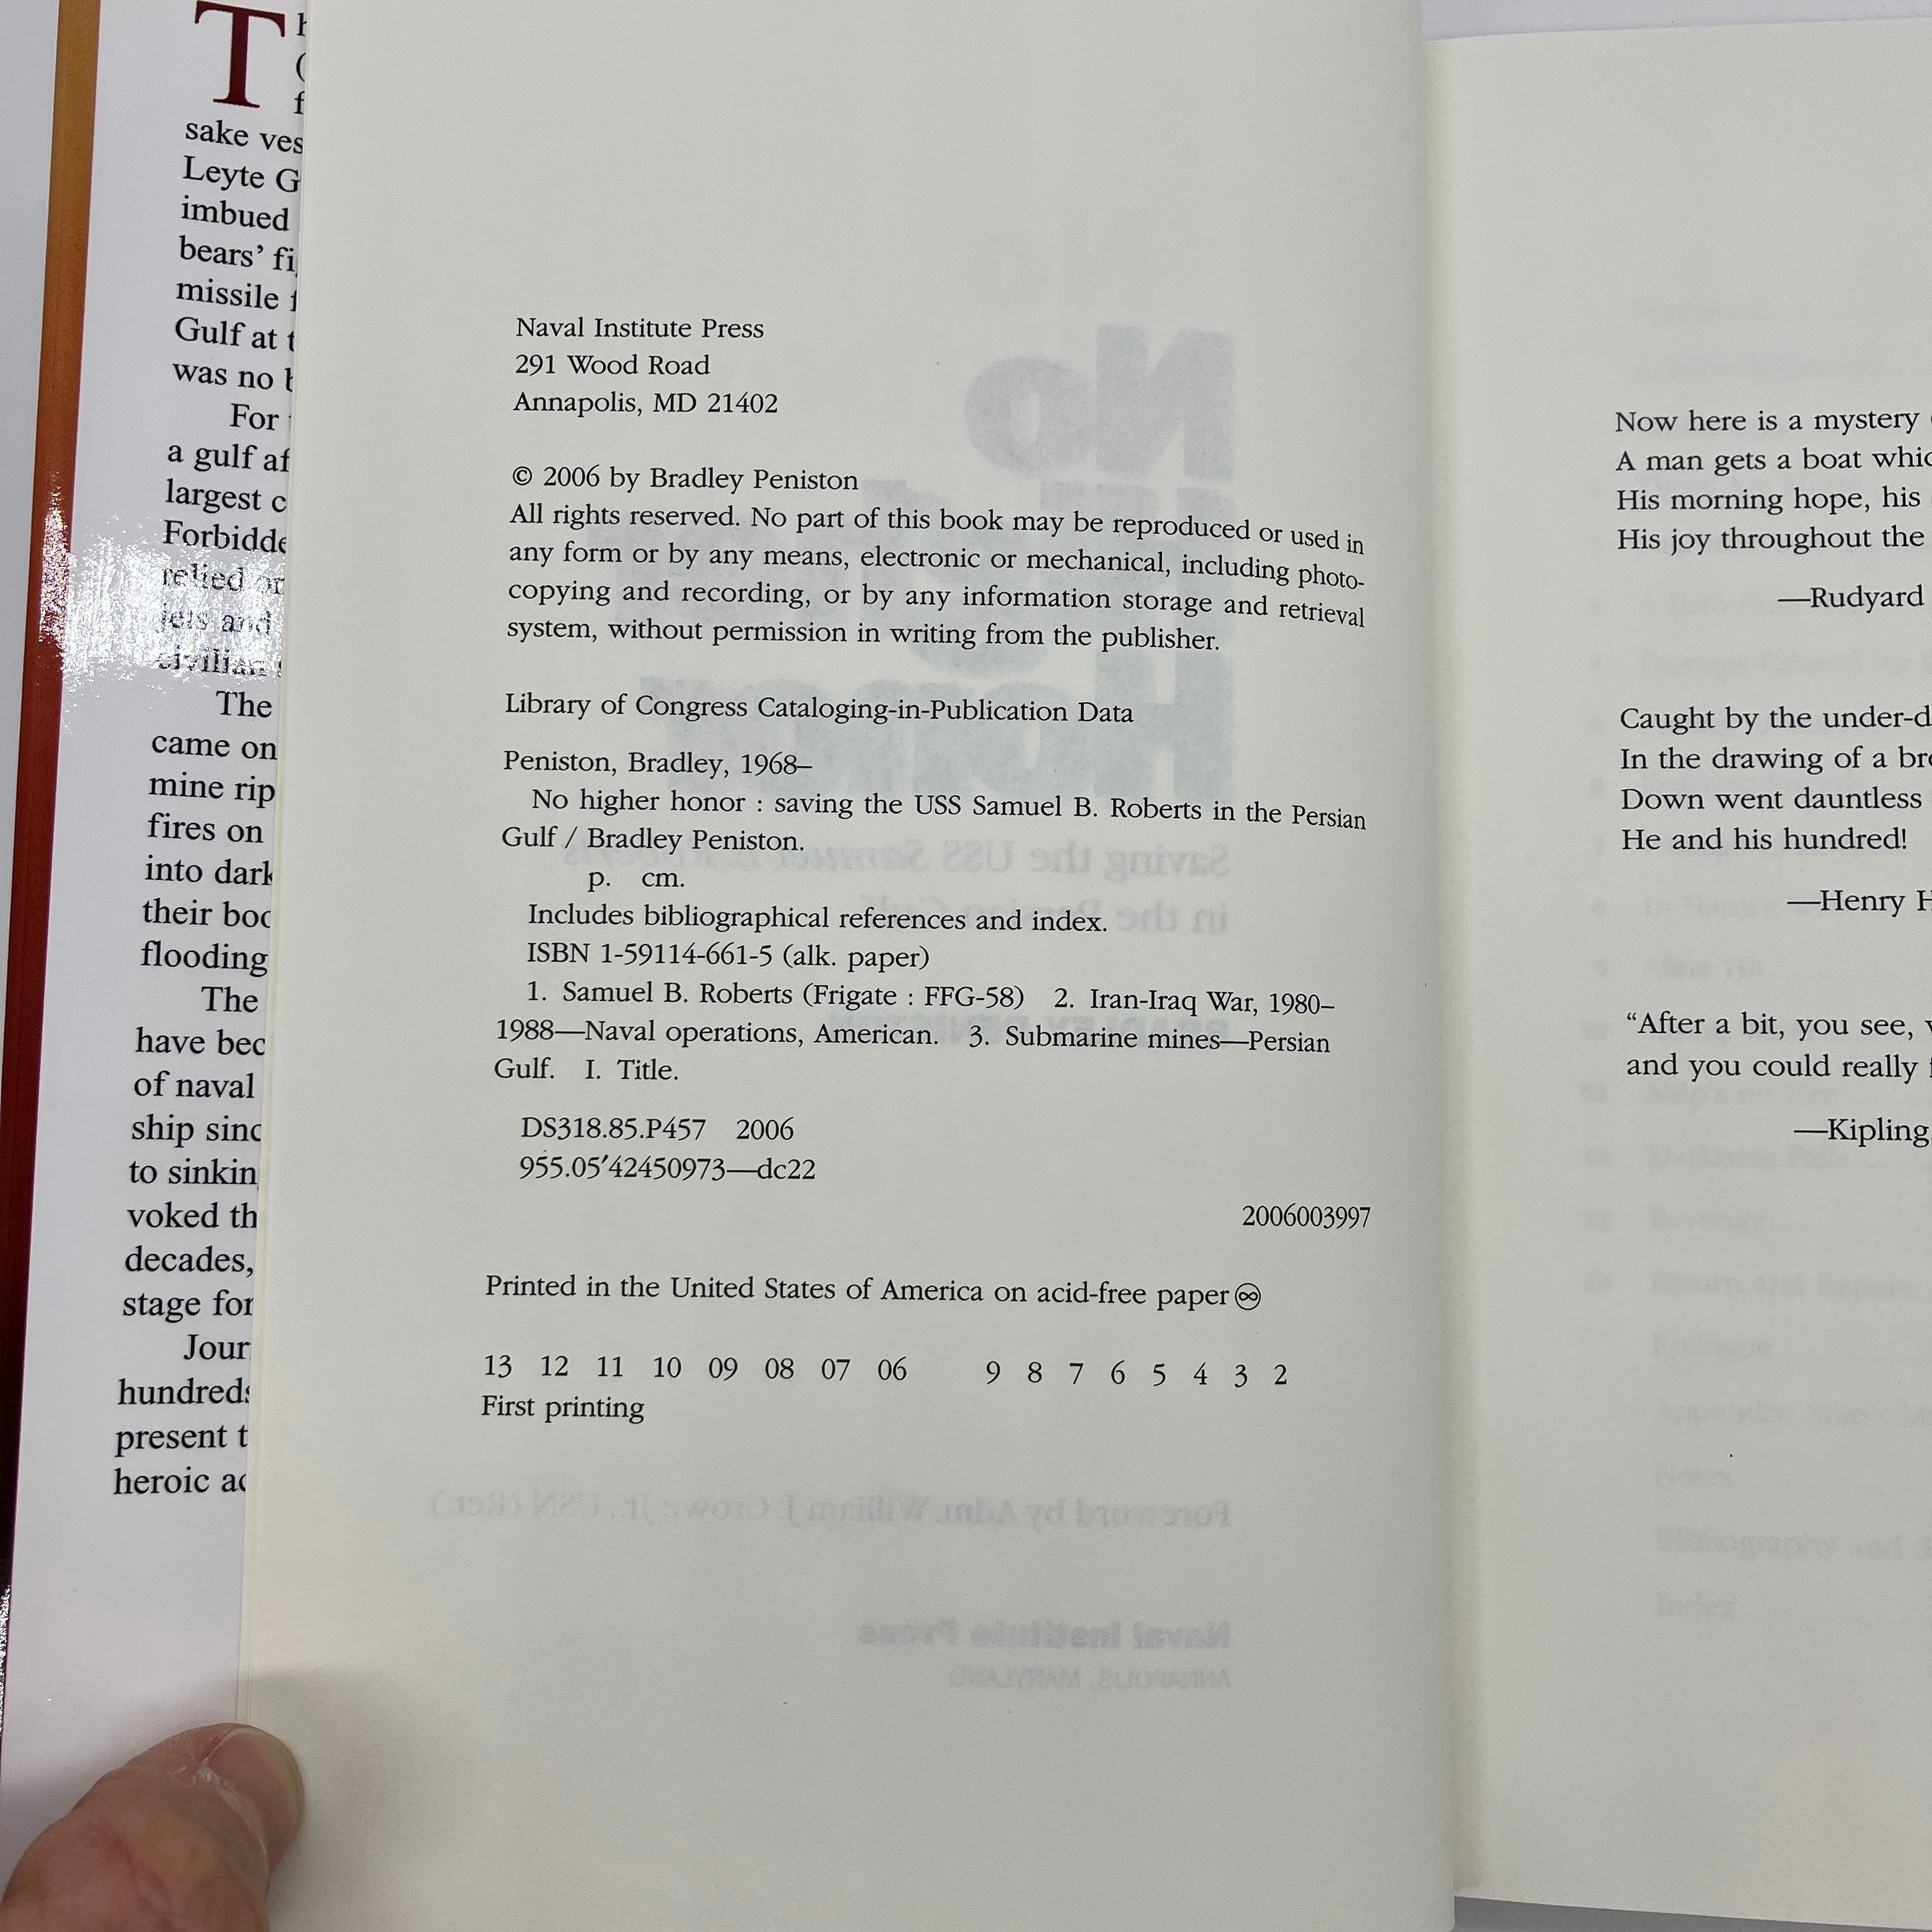 T
sake ves
Leyte G
imbued
bears' fi
missile f
Gulf at t
was no b
For
a gulf af
largest c
Forbidde
relied on
jets and
civilian s
The
came on
mine rip
fires on
into dark
their boo
flooding
The
have bec
of naval
ship sinc
to sinkin
voked th
decades,
stage for
Jour
hundreds
present t
heroic ac
Naval Institute Press
291 Wood Road
Annapolis, MD 21402
© 2006 by Bradley Peniston
All rights reserved. No part of this book may be reproduced or used in
any form or by any means, electronic or mechanical, including photo-
copying and recording, or by any information storage and retrieval
system, without permission in writing from the publisher.
Library of Congress Cataloging-in-Publication Data
Peniston, Bradley, 1968–
No higher honor : saving the USS Samuel B. Roberts in the Persian
Gulf / Bradley Peniston.
p. cm.
Includes bibliographical references and index.
ISBN 1-59114-661-5 (alk. paper)
1. Samuel B. Roberts (Frigate : FFG-58) 2. Iran-Iraq War, 1980–
1988—Naval operations, American. 3. Submarine mines—Persian
Gulf. I. Title.
DS318.85.P457 2006
955.05′42450973—dc22
2006003997
Printed in the United States of America on acid-free paper ♾
13 12 11 10 09 08 07 06 9 8 7 6 5 4 3 2
First printing
Now here is a mystery
A man gets a boat whic
His morning hope, his
His joy throughout the
—Rudyard
Caught by the under-d
In the drawing of a bre
Down went dauntless
He and his hundred!
—Henry H
“After a bit, you see,
and you could really
—Kipling